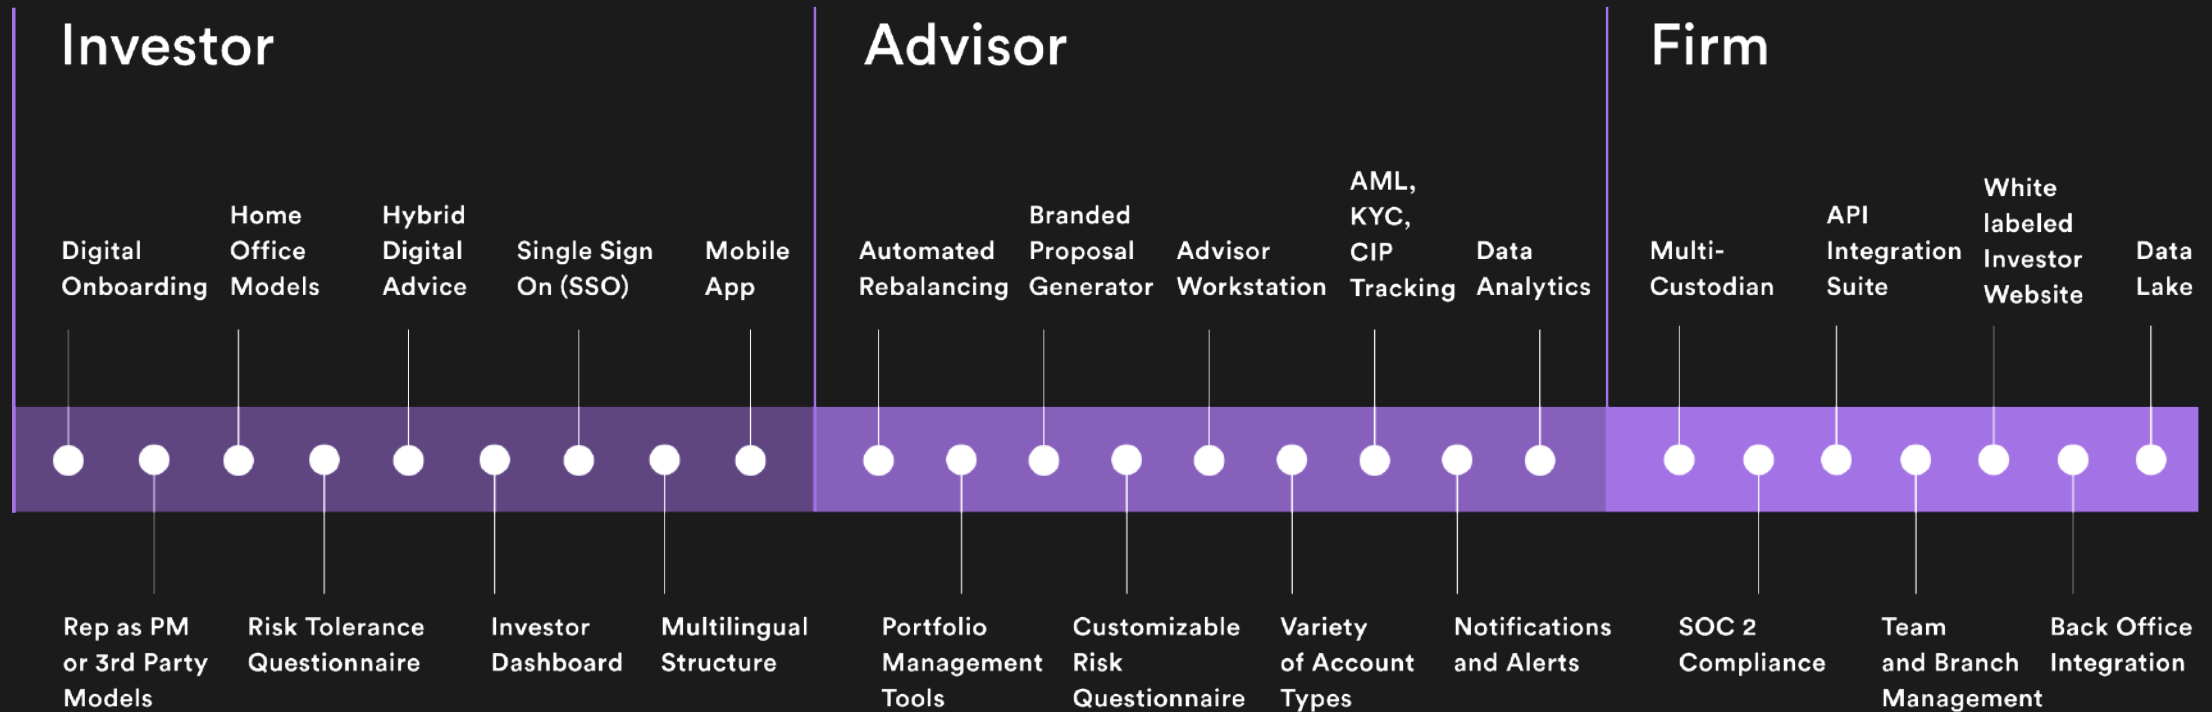 Investor
Digital
Onboarding
Rep as PM
or 3rd Party
Models
Home
Office
Models
Risk Tolerance
Questionnaire
Hybrid
Digital
Advice
Investor
Dashboard
Single Sign
On (SSO)
Multilingual
Structure
Mobile
App
Advisor
Automated
Rebalancing
Portfolio
Management
Tools
Branded
Proposal
Generator
Customizable
Risk
Questionnaire
Advisor
Workstation
Variety
of Account
Types
AML,
KYC,
CIP
Tracking
Notifications
and Alerts
Data
Analytics
Firm
Multi-
Custodian
SOC 2
Compliance
API
Integration
Suite
Team
and Branch
Management
White
labeled
Investor
Website
Back Office
Integration
Data
Lake